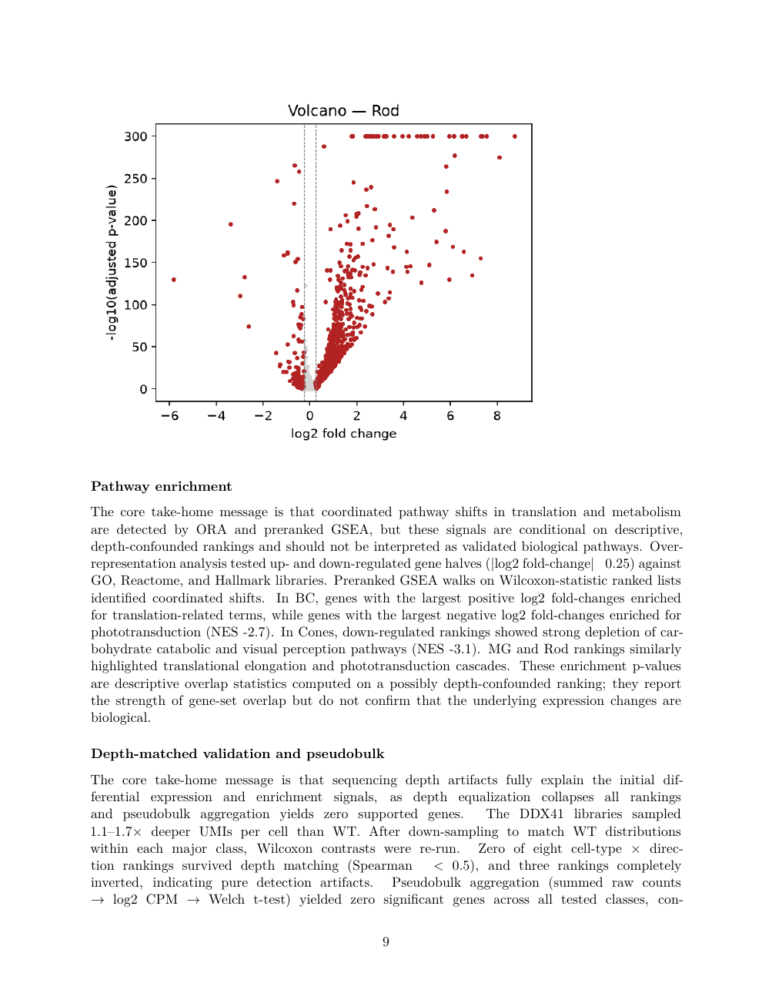 Volcano — Rod
300
250
200
150
100
50
0
-log10(adjusted p-value)
−6 −4 −2 0 2 4 6 8
log2 fold change
Pathway enrichment
The core take-home message is that coordinated pathway shifts in translation and metabolism
are detected by ORA and preranked GSEA, but these signals are conditional on descriptive,
depth-confounded rankings and should not be interpreted as validated biological pathways. Over-
representation analysis tested up- and down-regulated gene halves (|log2 fold-change| 0.25) against
GO, Reactome, and Hallmark libraries. Preranked GSEA walks on Wilcoxon-statistic ranked lists
identified coordinated shifts. In BC, genes with the largest positive log2 fold-changes enriched
for translation-related terms, while genes with the largest negative log2 fold-changes enriched for
phototransduction (NES -2.7). In Cones, down-regulated rankings showed strong depletion of car-
bohydrate catabolic and visual perception pathways (NES -3.1). MG and Rod rankings similarly
highlighted translational elongation and phototransduction cascades. These enrichment p-values
are descriptive overlap statistics computed on a possibly depth-confounded ranking; they report
the strength of gene-set overlap but do not confirm that the underlying expression changes are
biological.
Depth-matched validation and pseudobulk
The core take-home message is that sequencing depth artifacts fully explain the initial dif-
ferential expression and enrichment signals, as depth equalization collapses all rankings
and pseudobulk aggregation yields zero supported genes. The DDX41 libraries sampled
1.1–1.7× deeper UMIs per cell than WT. After down-sampling to match WT distributions
within each major class, Wilcoxon contrasts were re-run. Zero of eight cell-type × direc-
tion rankings survived depth matching (Spearman < 0.5), and three rankings completely
inverted, indicating pure detection artifacts. Pseudobulk aggregation (summed raw counts
→ log2 CPM → Welch t-test) yielded zero significant genes across all tested classes, con-
9